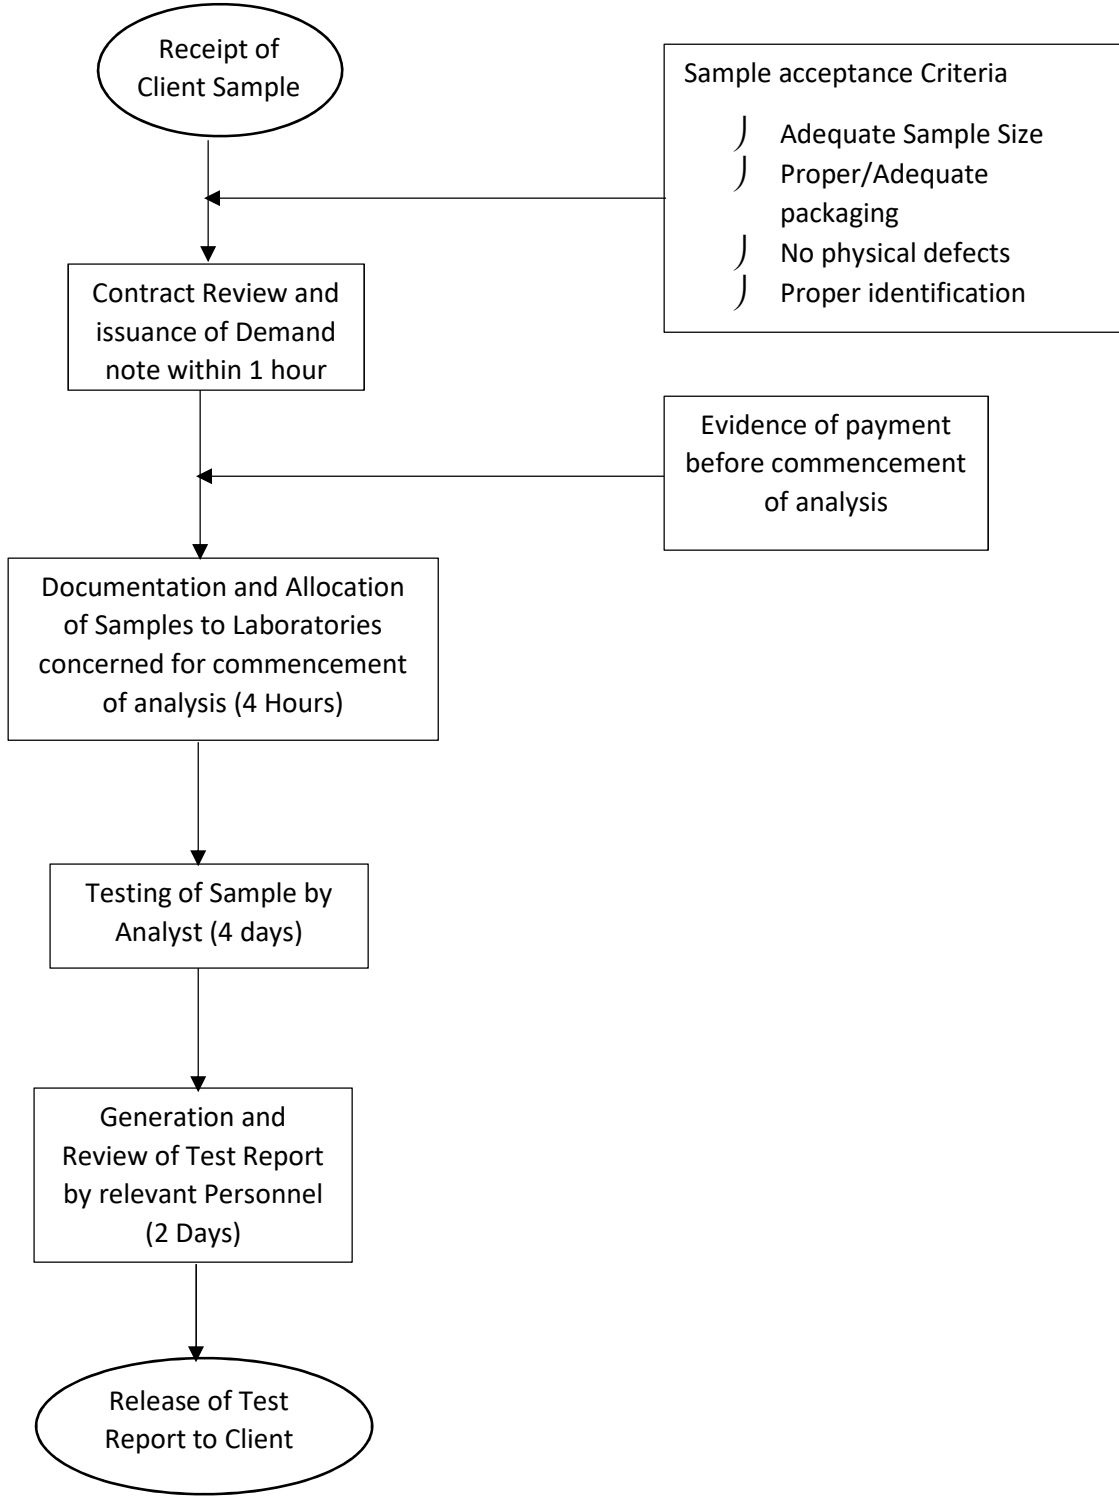 Receipt of
Client Sample
Sample acceptance Criteria
Adequate Sample Size
Proper/Adequate
packaging
No physical defects
Proper identification
Contract Review and
issuance of Demand
note within 1 hour
Evidence of payment
before commencement
of analysis
Documentation and Allocation
of Samples to Laboratories
concerned for commencement
of analysis (4 Hours)
Testing of Sample by
Analyst (4 days)
Generation and
Review of Test Report
by relevant Personnel
(2 Days)
Release of Test
Report to Client